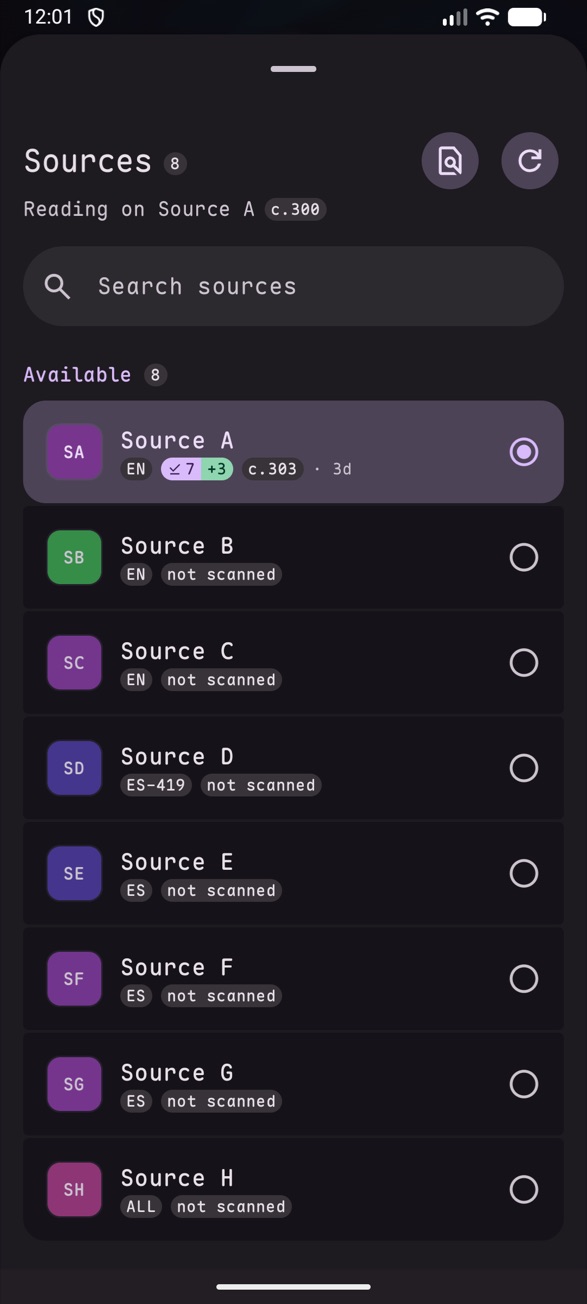 12:01
Sources 8
Reading on Source A c.300
Search sources
Available 8
SA
Source A
EN 7 +3 c.303 · 3d
SB
Source B
EN not scanned
SC
Source C
EN not scanned
SD
Source D
ES-419 not scanned
SE
Source E
ES not scanned
SF
Source F
ES not scanned
SG
Source G
ES not scanned
SH
Source H
ALL not scanned